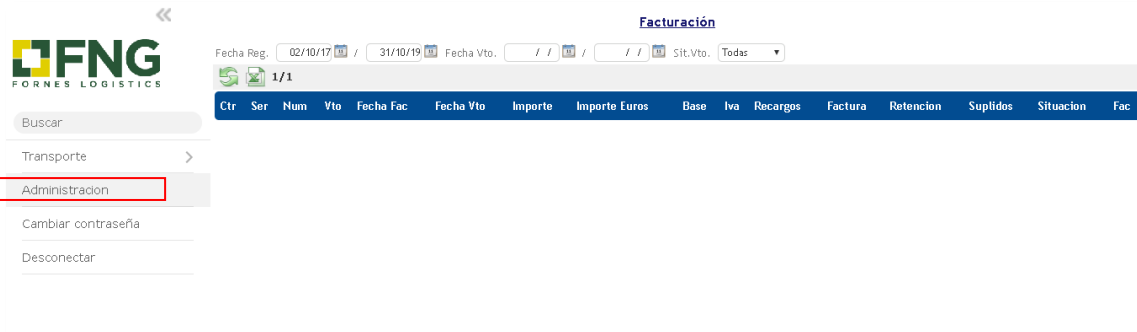 FNG
FORNES LOGISTICS
Buscar
Transporte
Administracion
Cambiar contraseña
Desconectar
Facturación
Fecha Reg. 02/10/17 / 31/10/19 Fecha Vto. / / / / / Sit.Vto. Todas
1/1
Ctr Ser Num Vto Fecha Fac Fecha Vto Importe Importe Euros Base Iva Recargos Factura Retencion Suplidos Situacion Fac